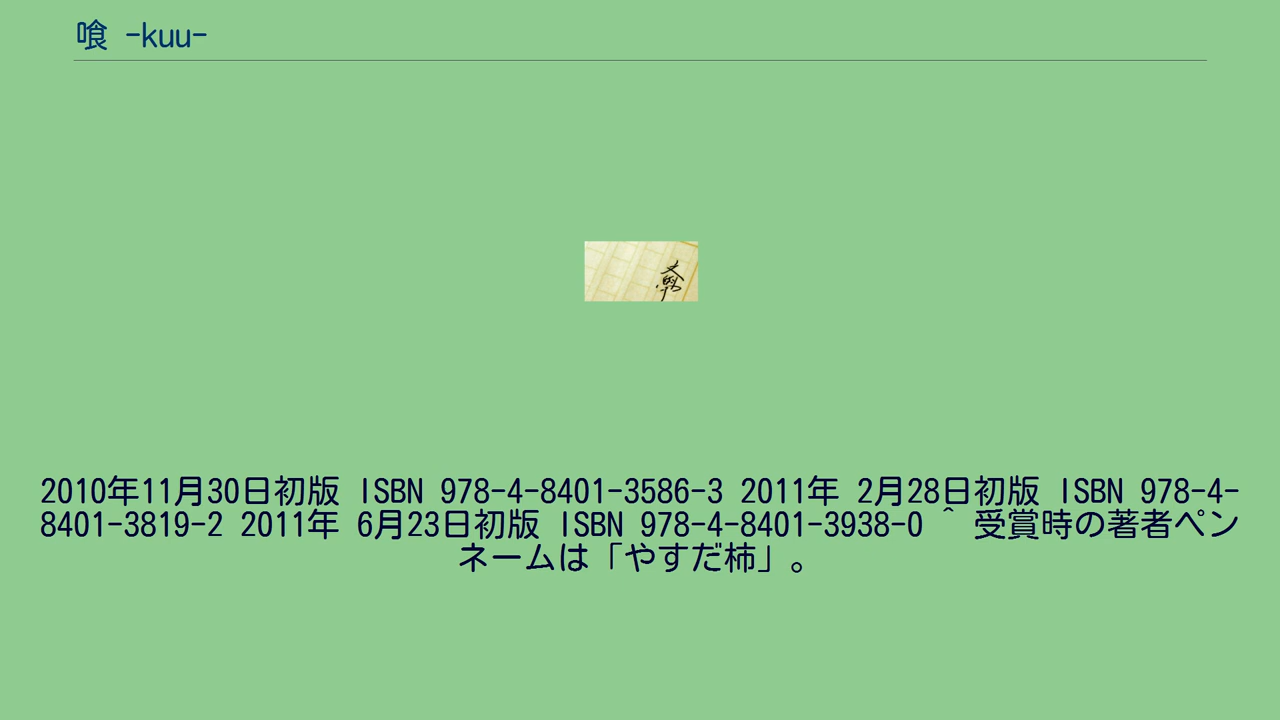 喰 -kuu-
2010年11月30日初版 ISBN 978-4-8401-3586-3 2011年 2月28日初版 ISBN 978-4-
8401-3819-2 2011年 6月23日初版 ISBN 978-4-8401-3938-0 ^ 受賞時の著者ペン
ネームは「やすだ柿」。